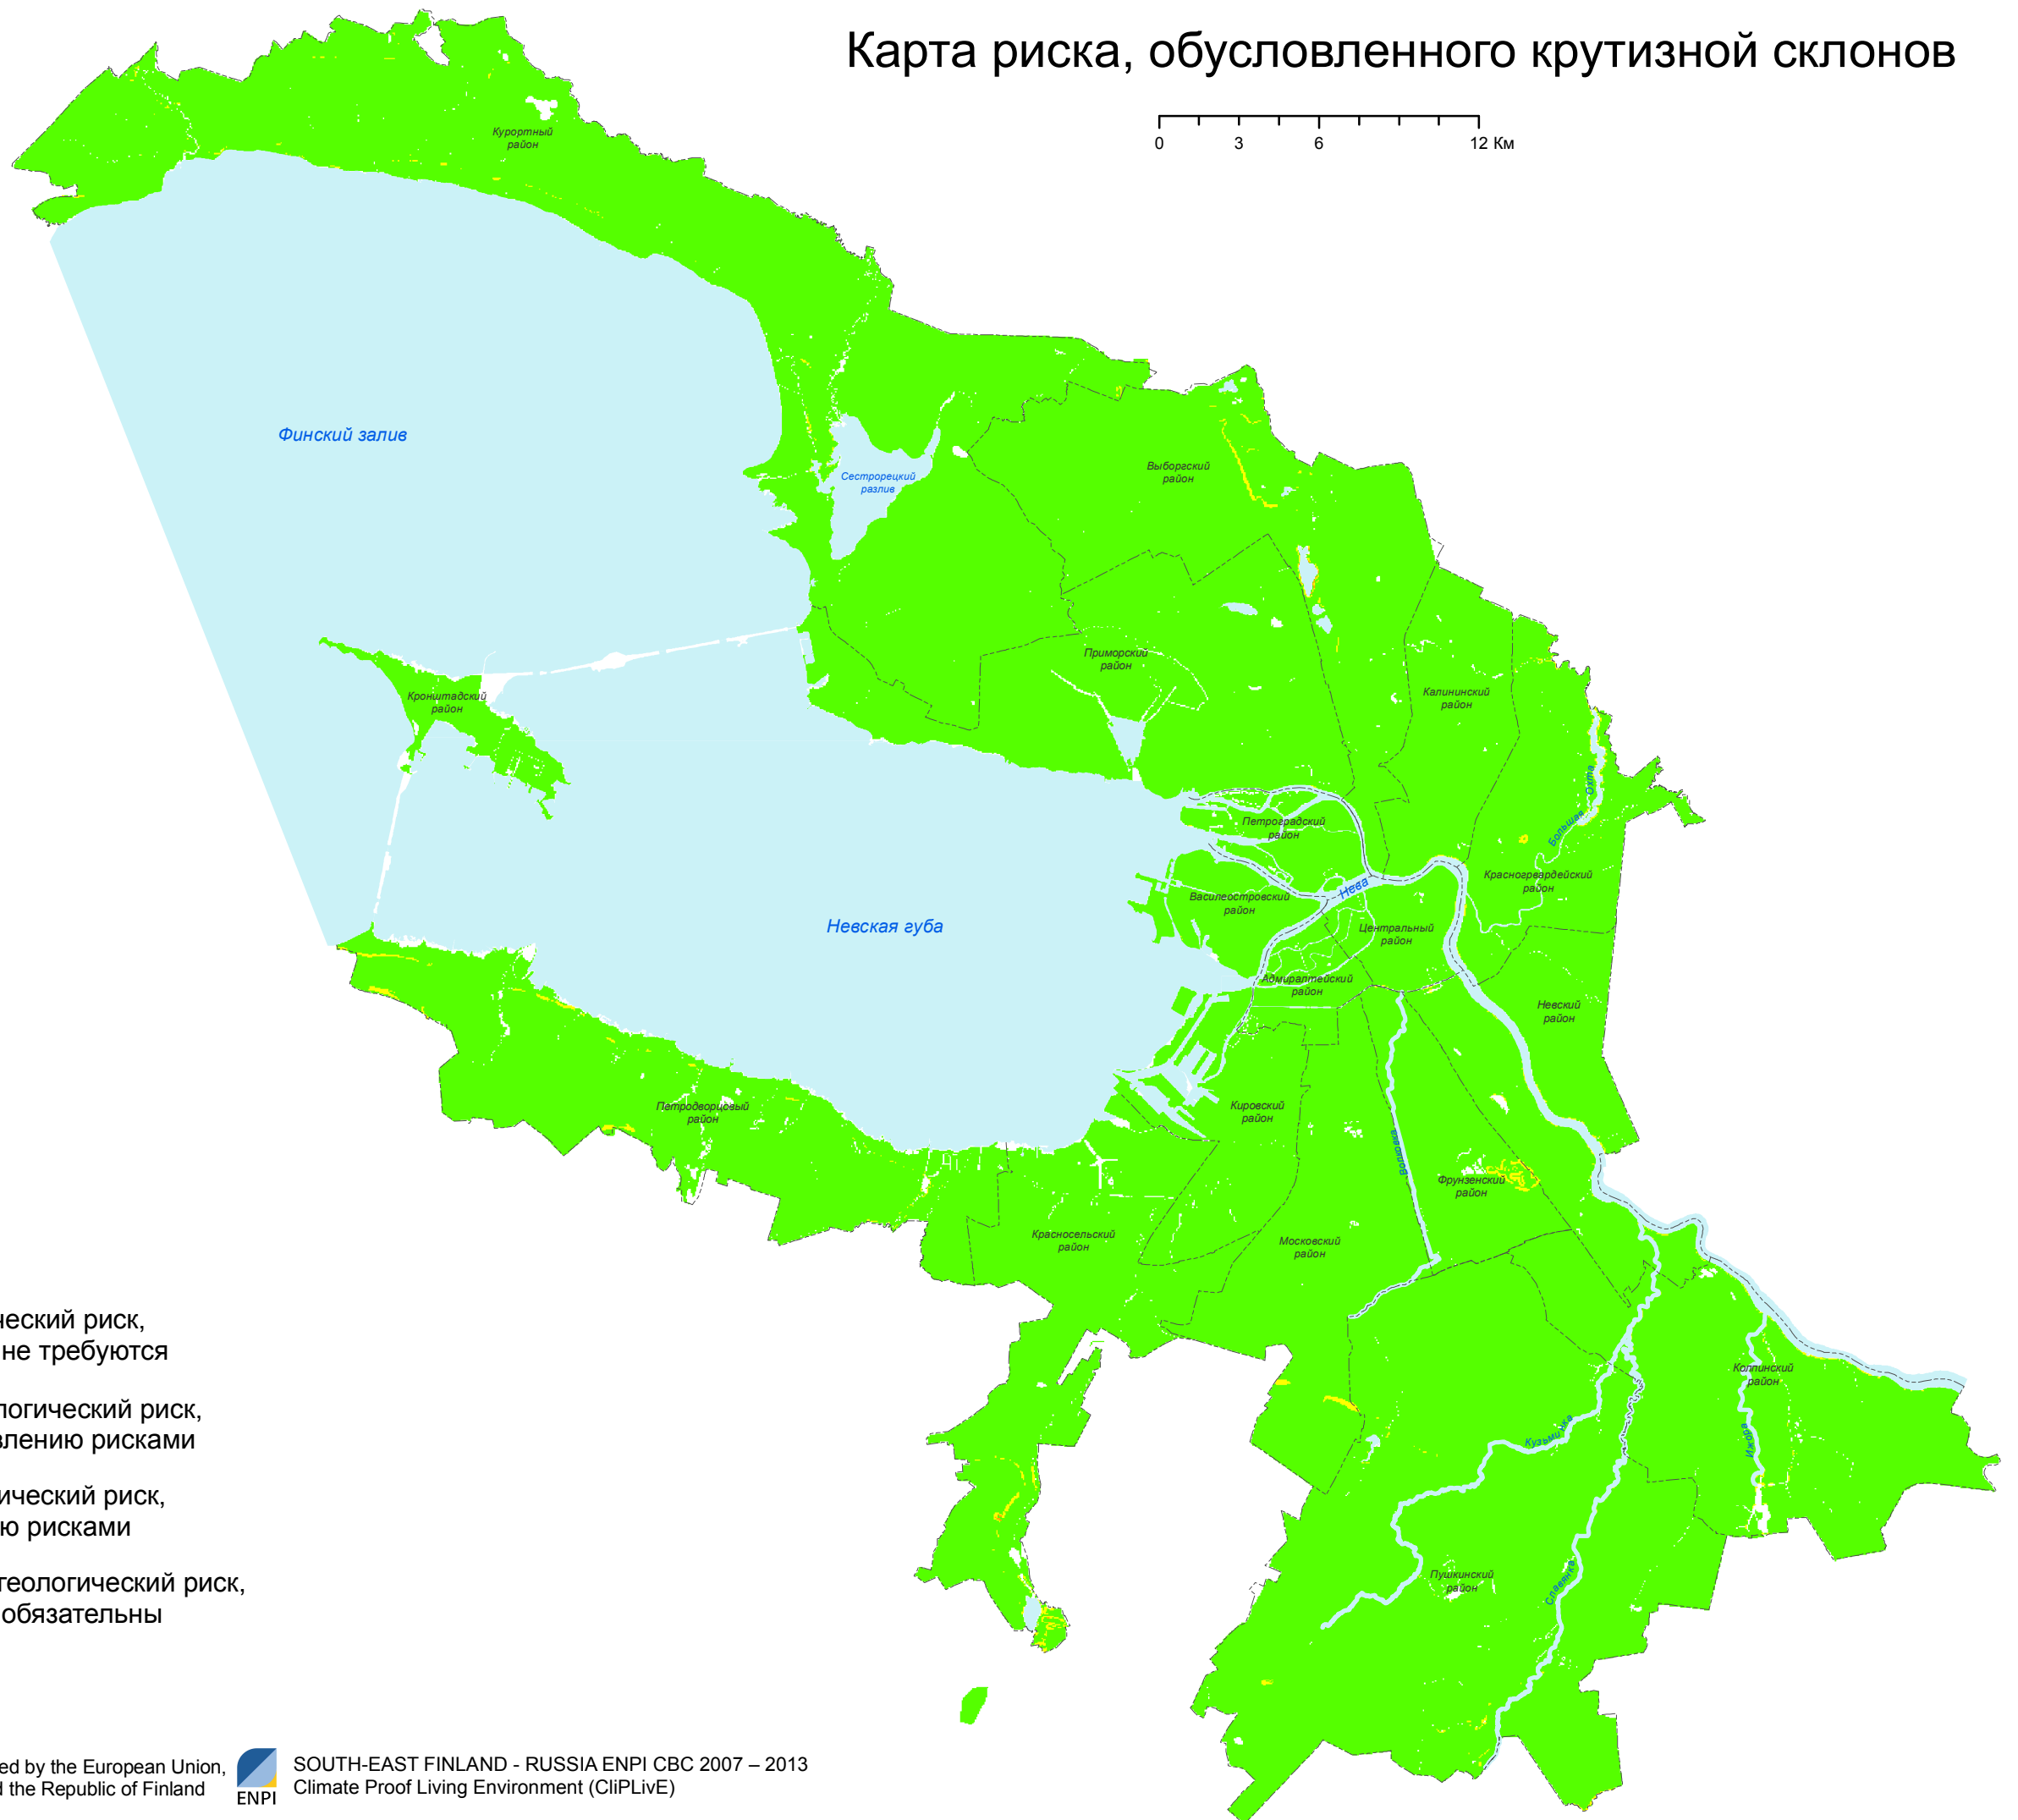 Карта риска, обусловленного крутизной склонов
0 3 6 12 Км
Курортный
район
Финский залив
Сестрорецкий
разлив
Выборгский
район
Приморский
район
Кронштадский
район
Калининский
район
Большая Охта
Петроградский
район
Нева
Красногрвардейский
район
Василеостровский
район
Невская губа
Центральный
район
Адмиралтейский
район
Невский
район
Петродворцовый
район
Кировский
район
Волковка
Фрунзенский
район
Красносельский
район
Московский
район
Колпинский
район
Кузьминка
Ижора
Пушкинский
район
Славянка
ческий риск,
не требуются
логический риск,
влению рисками
ический риск,
ю рисками
геологический риск,
обязательны
ed by the European Union,
d the Republic of Finland
ENPI
SOUTH-EAST FINLAND - RUSSIA ENPI CBC 2007 – 2013
Climate Proof Living Environment (CliPLivE)